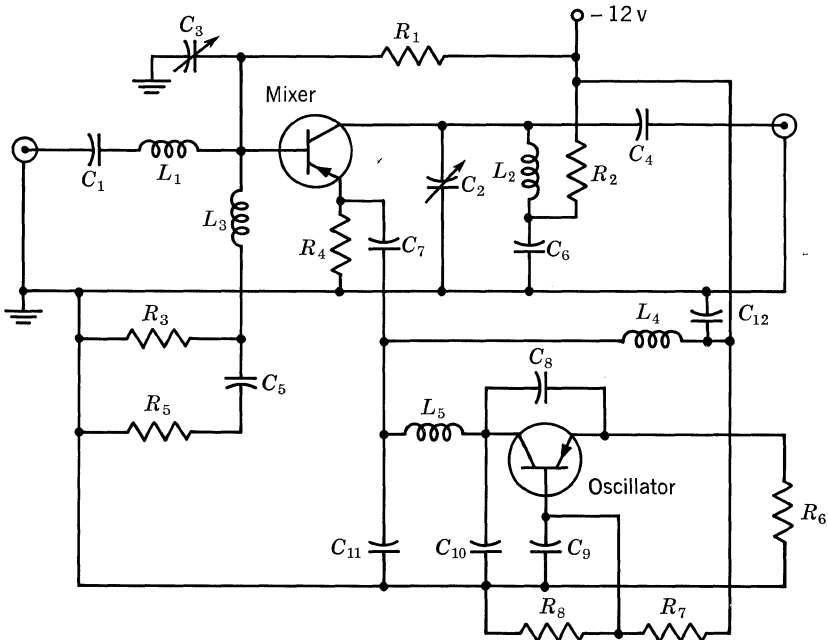 − 12 v
C3
R1
Mixer
C1
L1
L2
R2
C4
C2
L3
R4
C7
C6
R3
L4
C12
C5
C8
R5
L5
Oscillator
R6
C11
C10
C9
R8
R7